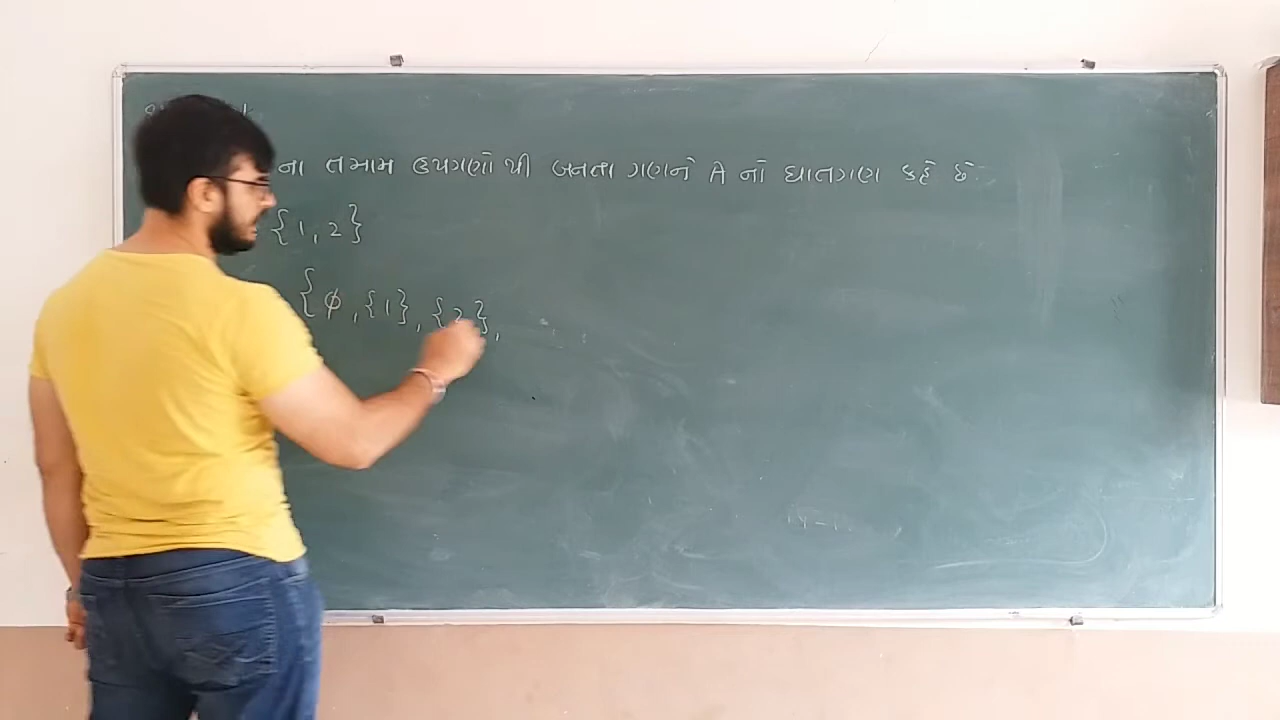 ના તમામ ઉપગણો થી બનતા ગણને A નો ઘાતગણ કહે છે.
{1, 2}
{ϕ, {1}, {2},